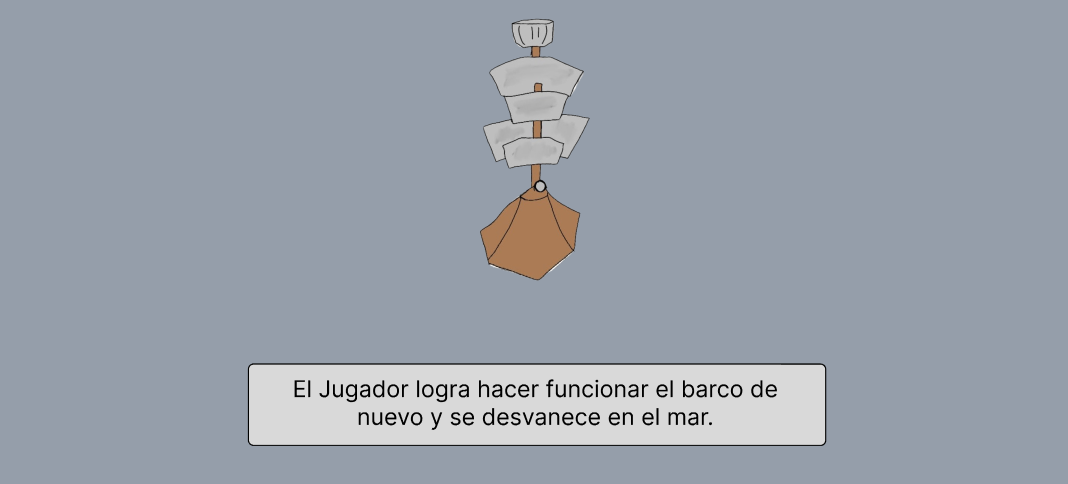 El Jugador logra hacer funcionar el barco de
nuevo y se desvanece en el mar.